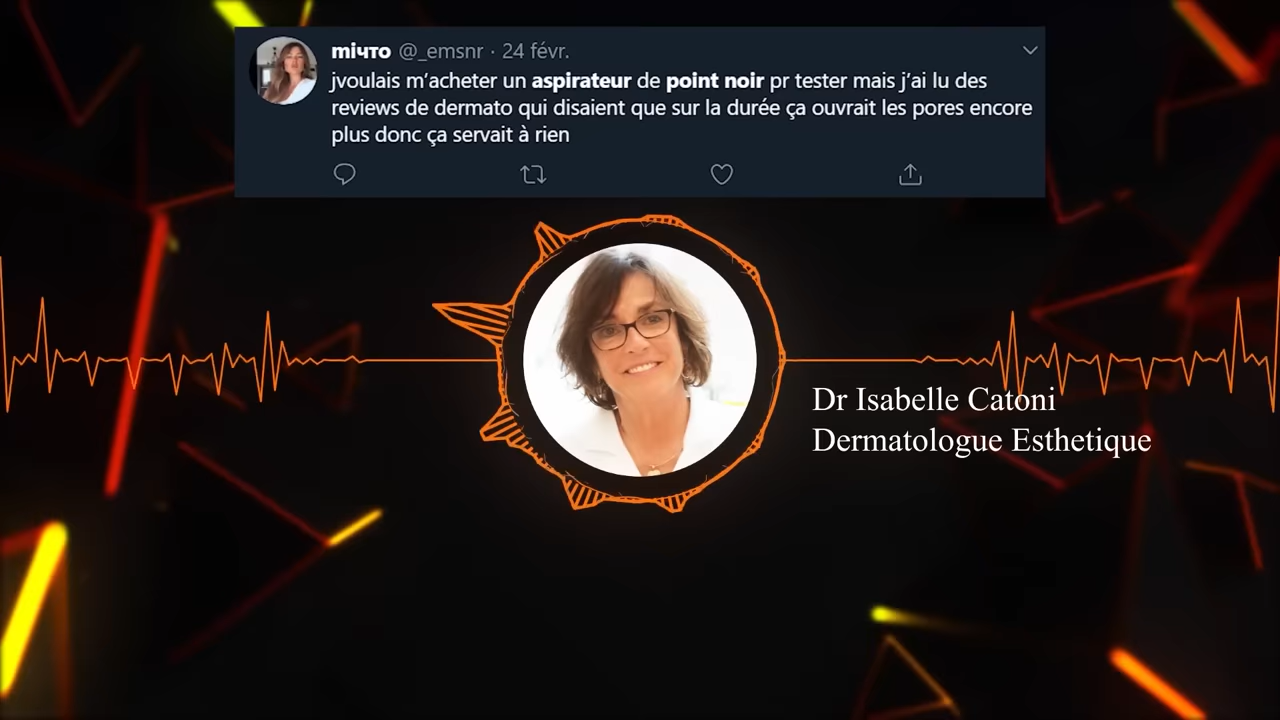 miчтo @_emsnr · 24 févr.
jvoulais m’acheter un aspirateur de point noir pr tester mais j’ai lu des
reviews de dermato qui disaient que sur la durée ça ouvrait les pores encore
plus donc ça servait à rien
Dr Isabelle Catoni
Dermatologue Esthetique